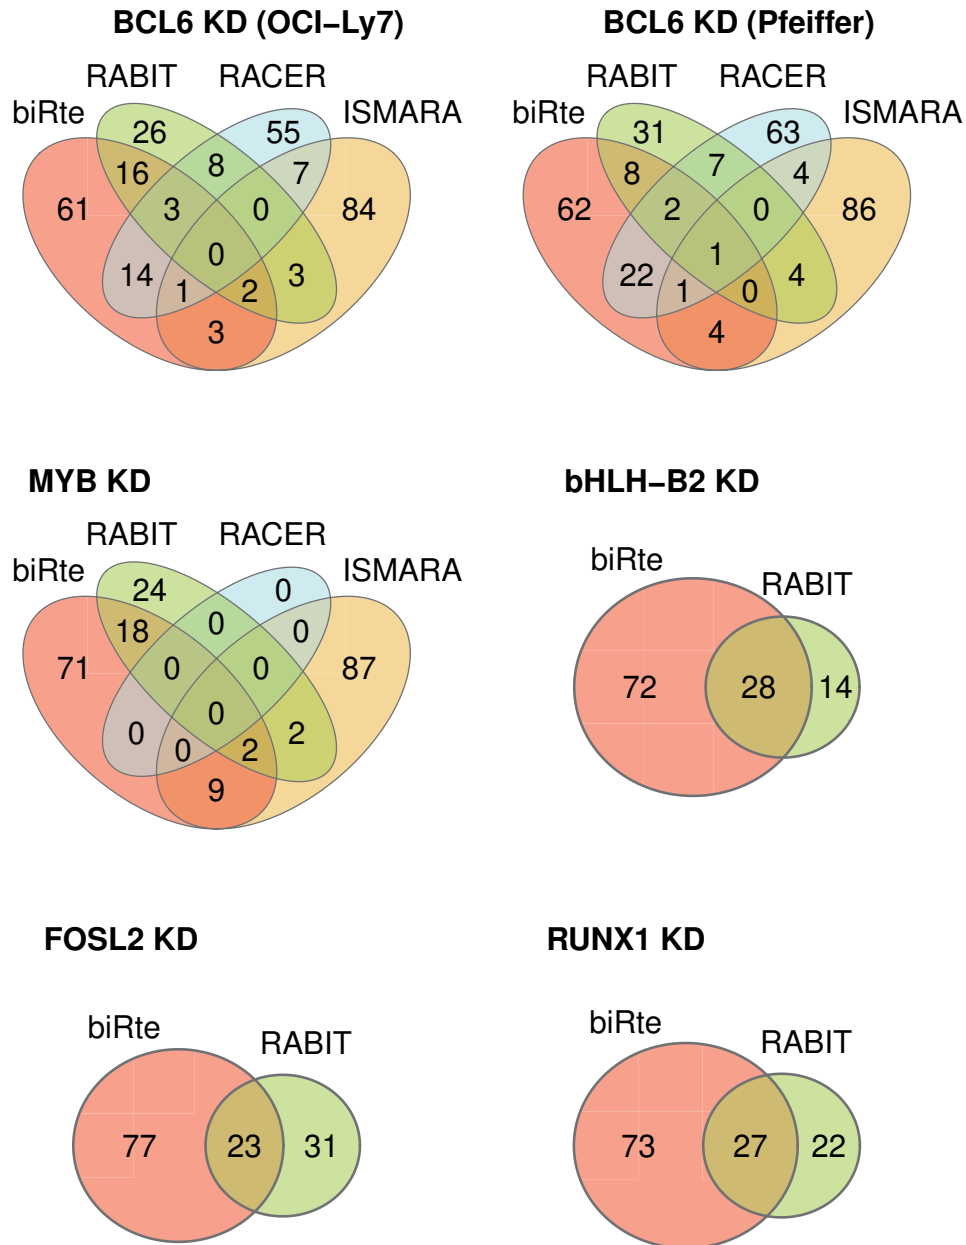 BCL6 KD (OCI−Ly7)
RABIT RACER
biRte ISMARA
26 55
16 8 7
61 3 0 84
0
14 1 2 3
3
BCL6 KD (Pfeiffer)
RABIT RACER
biRte ISMARA
31 63
8 7 4
62 2 0 86
1
22 1 0 4
4
MYB KD
RABIT RACER
biRte ISMARA
24 0
18 0 0
71 0 0 87
0
0 0 2 2
9
bHLH−B2 KD
biRte
RABIT
72 28 14
FOSL2 KD
biRte
RABIT
77 23 31
RUNX1 KD
biRte
RABIT
73 27 22